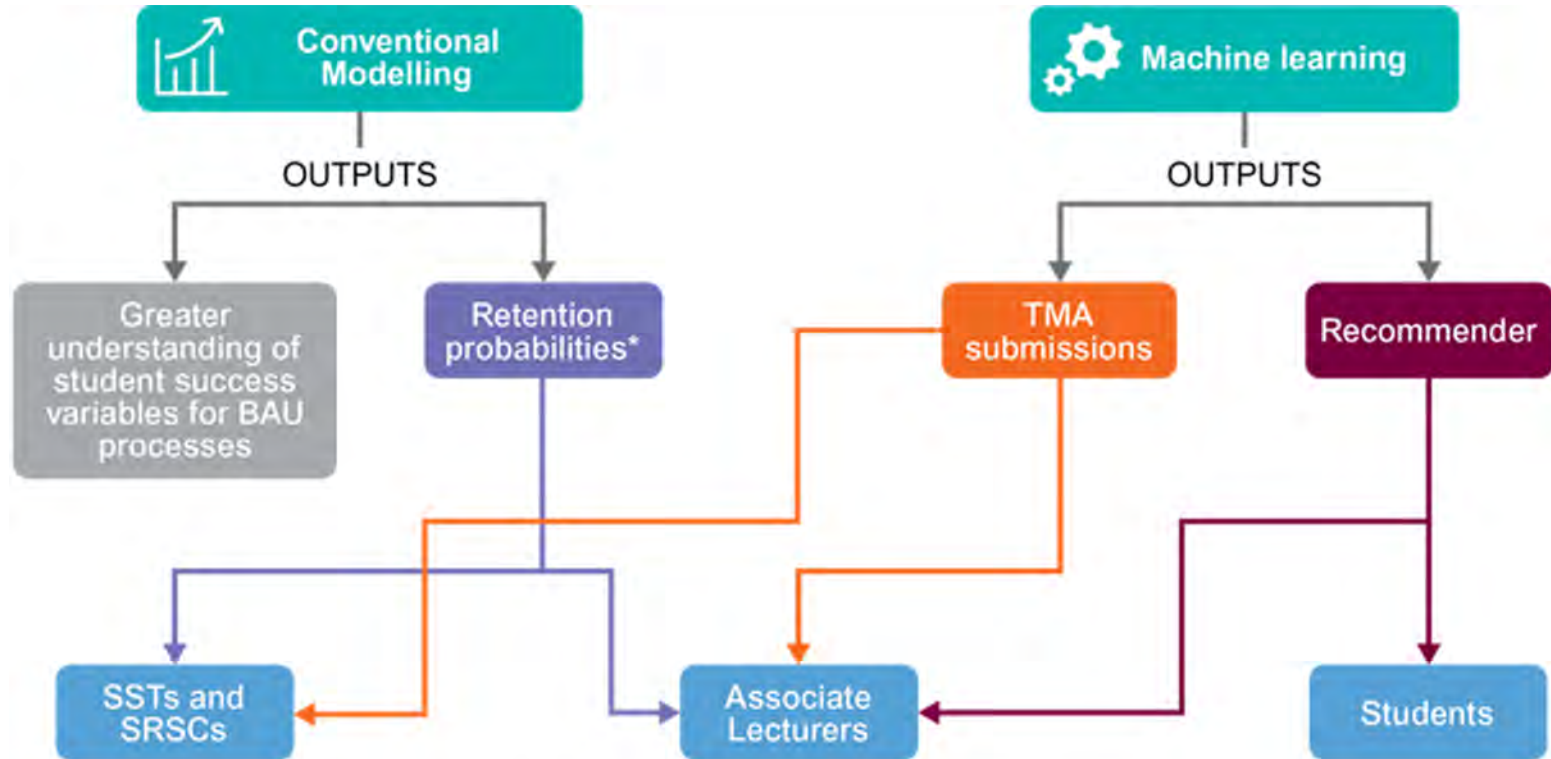 Conventional
Modelling
Machine learning
OUTPUTS
OUTPUTS
Greater
understanding of
student success
variables for BAU
processes
Retention
probabilities*
TMA
submissions
Recommender
SSTs and
SRSCs
Associate
Lecturers
Students